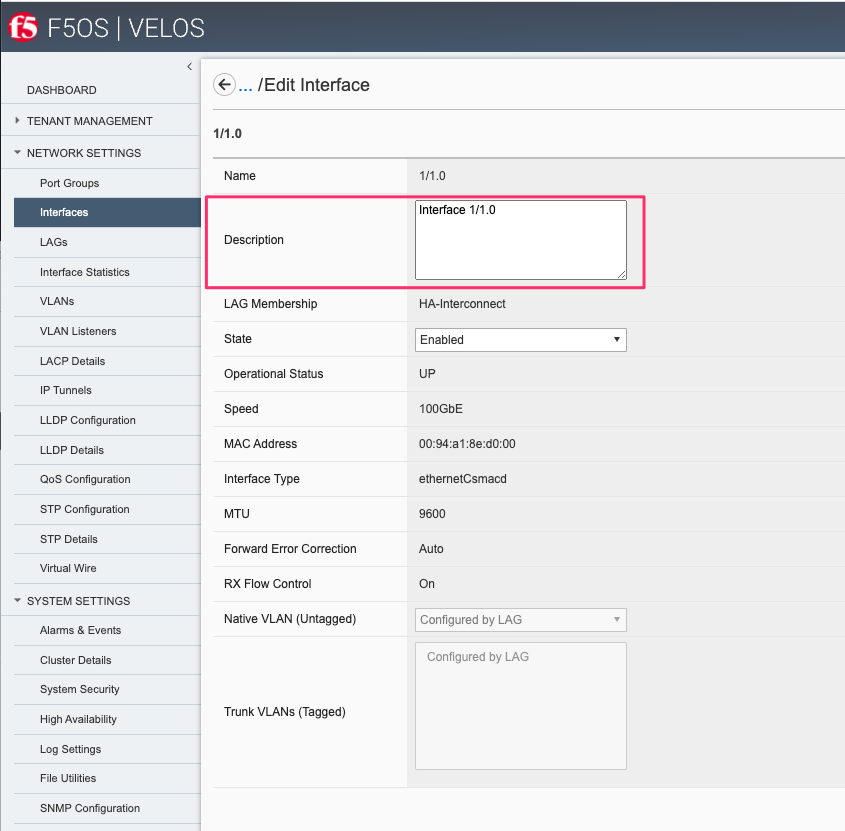 f5 F5OS | VELOS
DASHBOARD
TENANT MANAGEMENT
NETWORK SETTINGS
Port Groups
Interfaces
LAGs
Interface Statistics
VLANs
VLAN Listeners
LACP Details
IP Tunnels
LLDP Configuration
LLDP Details
QoS Configuration
STP Configuration
STP Details
Virtual Wire
SYSTEM SETTINGS
Alarms & Events
Cluster Details
System Security
High Availability
Log Settings
File Utilities
SNMP Configuration
... /Edit Interface
1/1.0
Name 1/1.0
Description Interface 1/1.0
LAG Membership HA-Interconnect
State Enabled
Operational Status UP
Speed 100GbE
MAC Address 00:94:a1:8e:d0:00
Interface Type ethernetCsmacd
MTU 9600
Forward Error Correction Auto
RX Flow Control On
Native VLAN (Untagged) Configured by LAG
Trunk VLANs (Tagged) Configured by LAG